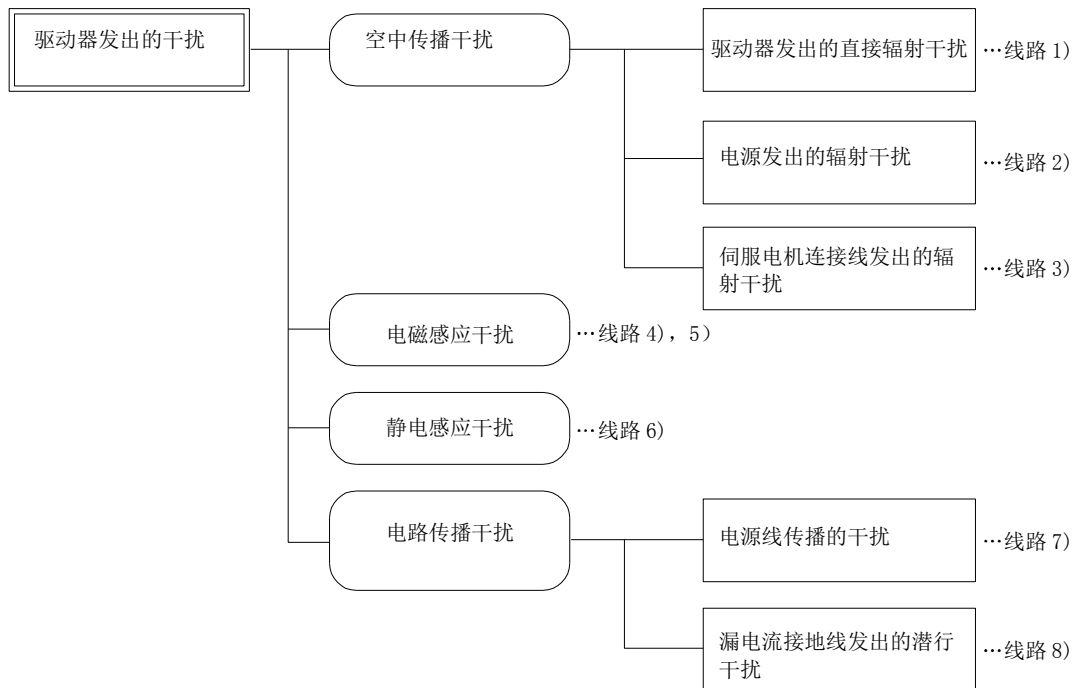 驱动器发出的干扰
空中传播干扰
驱动器发出的直接辐射干扰
…线路 1)
电源发出的辐射干扰
…线路 2)
伺服电机连接线发出的辐
射干扰
…线路 3)
电磁感应干扰
…线路 4)，5）
静电感应干扰
…线路 6)
电路传播干扰
电源线传播的干扰
…线路 7)
漏电流接地线发出的潜行
干扰
…线路 8)